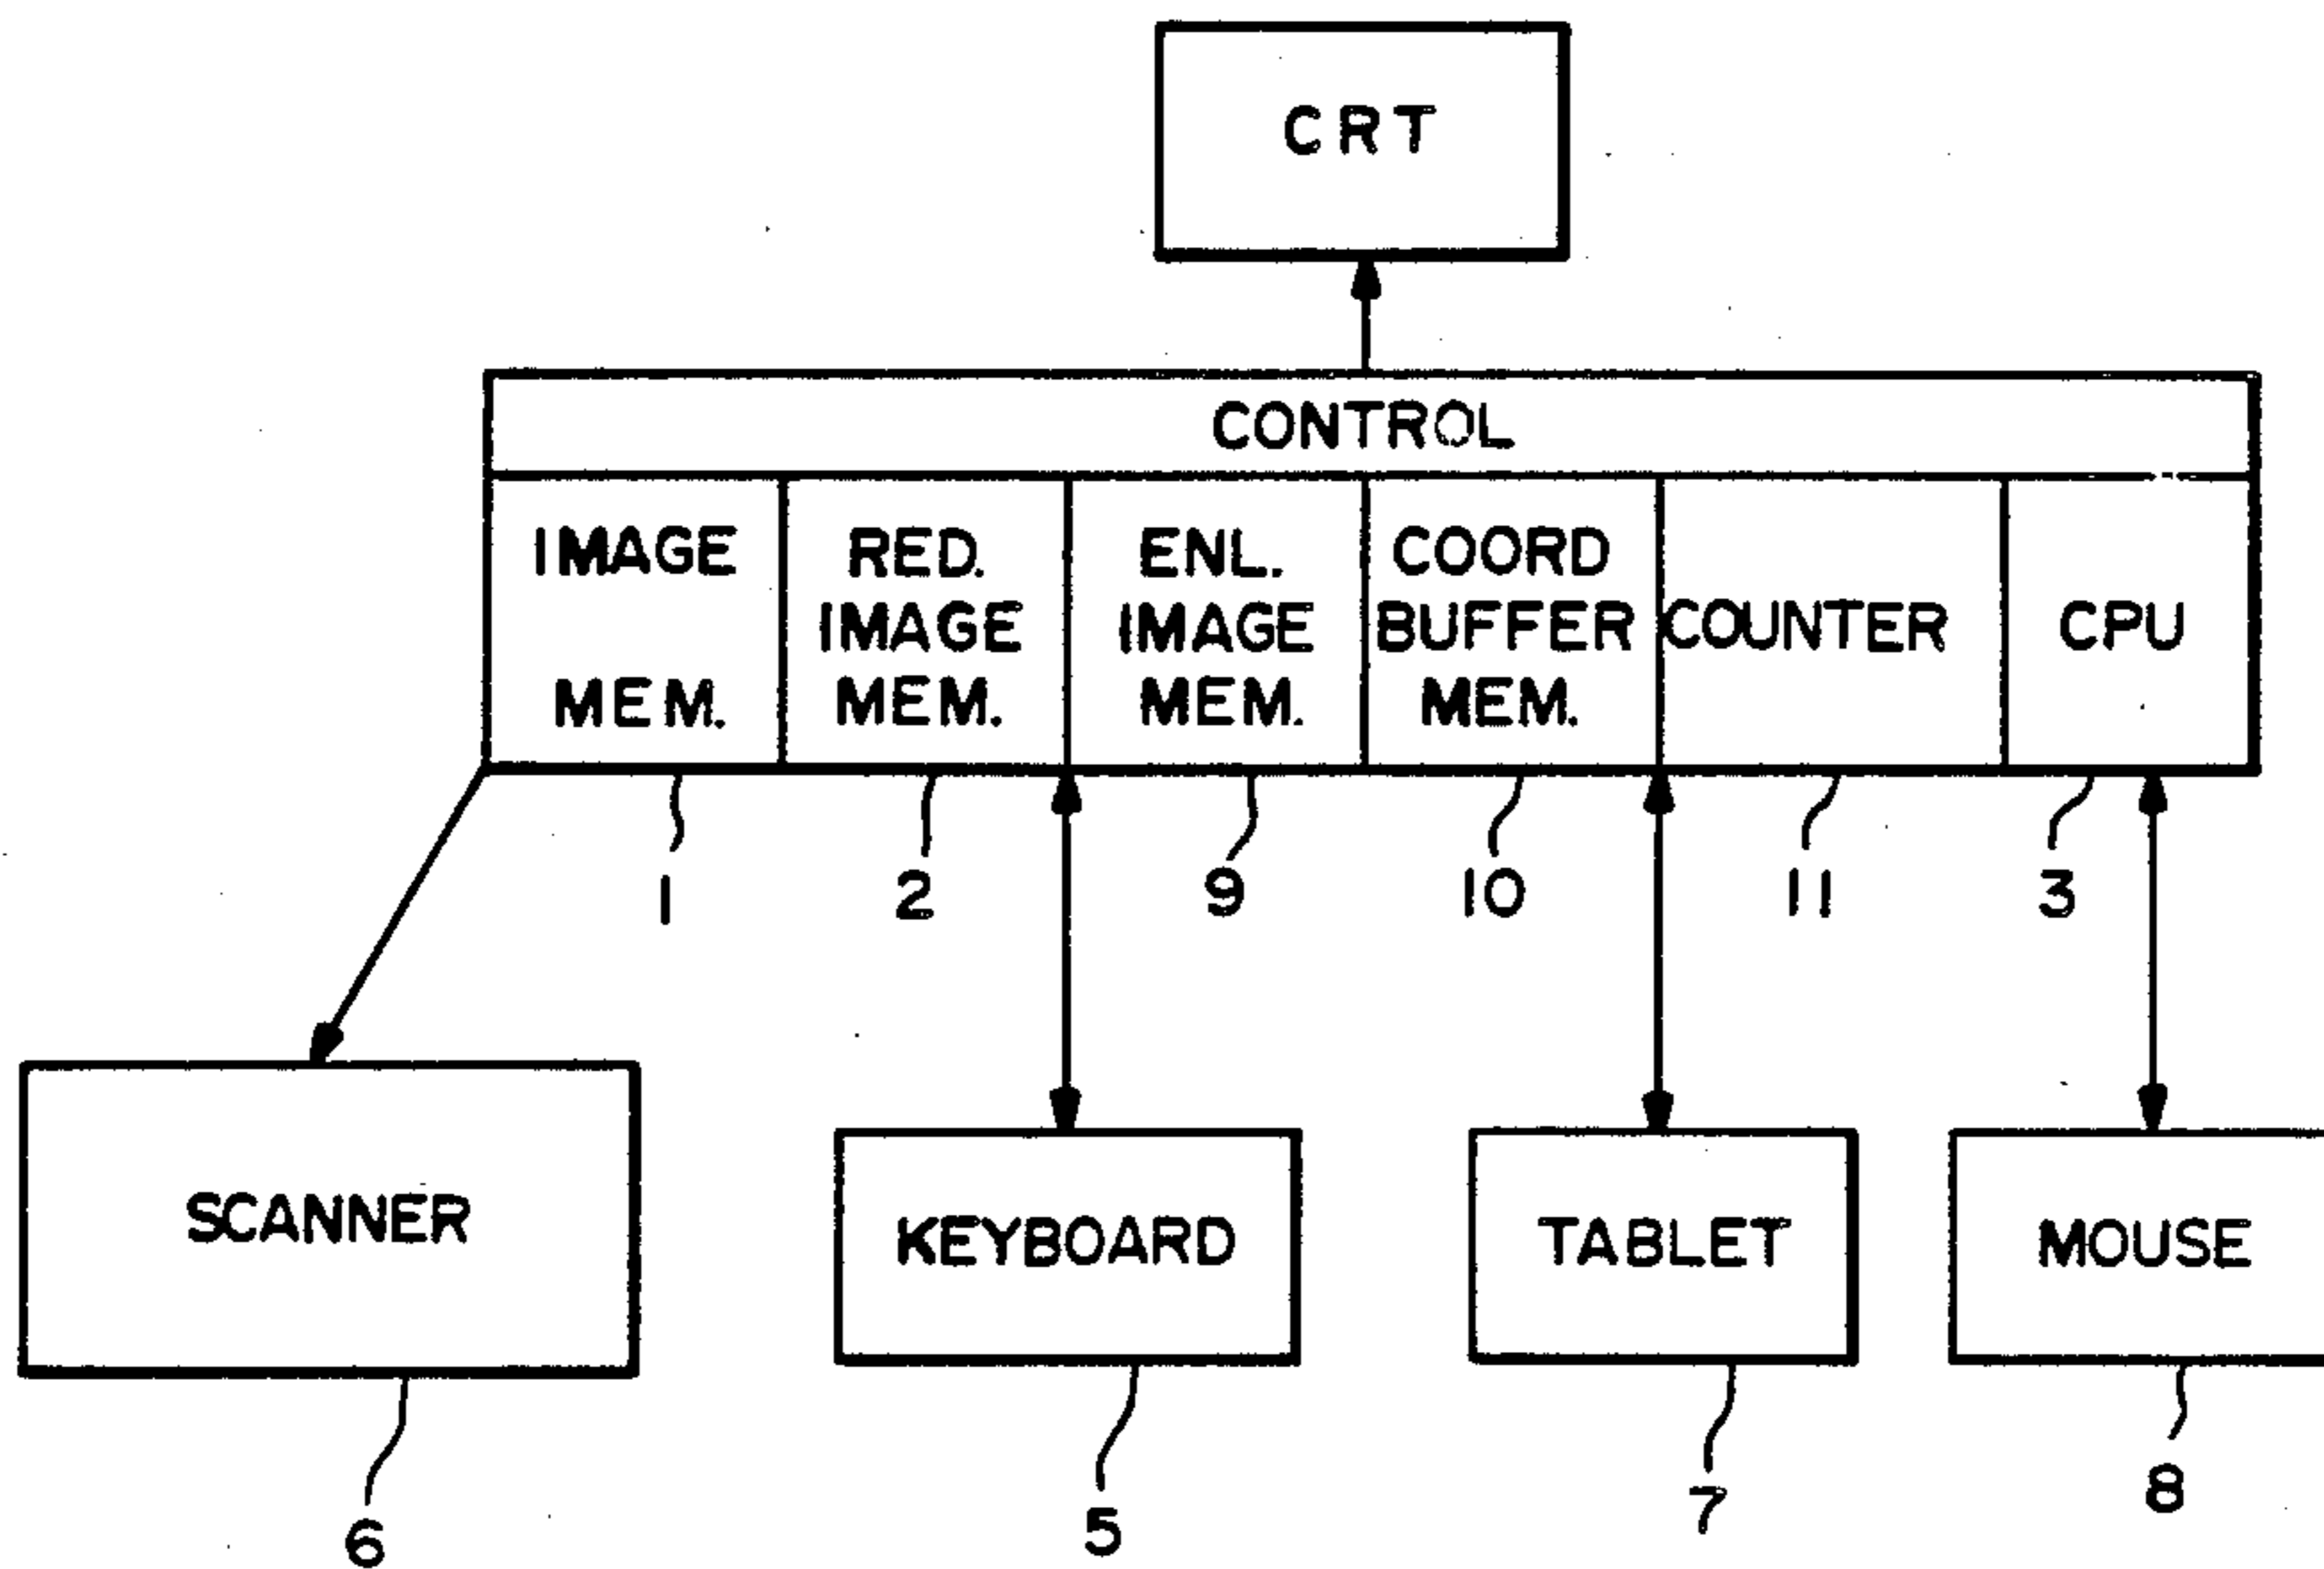 CRT
CONTROL
IMAGE
MEM.
RED.
IMAGE
MEM.
ENL.
IMAGE
MEM.
COORD
BUFFER
MEM.
COUNTER
CPU
1
2
9
10
11
3
SCANNER
KEYBOARD
TABLET
MOUSE
6
5
7
8